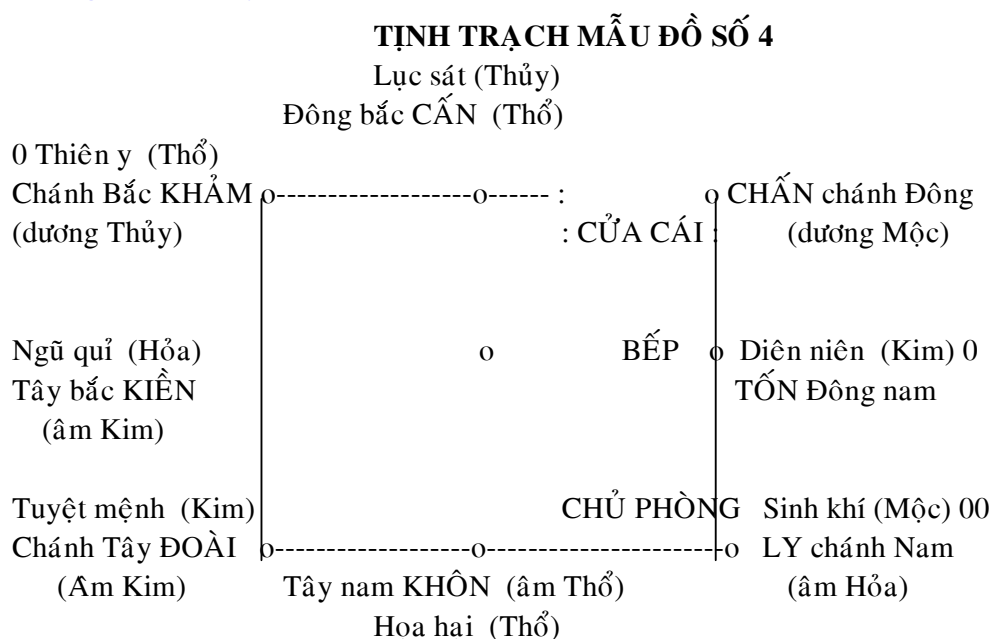 TỊNH TRẠCH MẪU ĐỒ SỐ 4
Lục sát (Thủy)
Đông bắc CẤN (Thổ)
0 Thiên y (Thổ)
Chánh Bắc KHẢM o-------------------o------ : o CHẤN chánh Đông
(dương Thủy) : CỬA CÁI : (dương Mộc)
Ngũ quỉ (Hỏa) o BẾP o Diên niên (Kim) 0
Tây bắc KIỀN TỐN Đông nam
(âm Kim)
Tuyệt mệnh (Kim) CHỦ PHÒNG Sinh khí (Mộc) 00
Chánh Tây ĐOÀI o-------------------o-----------------------o LY chánh Nam
(Âm Kim) Tây nam KHÔN (âm Thổ) (âm Hỏa)
Hoa hai (Thổ)